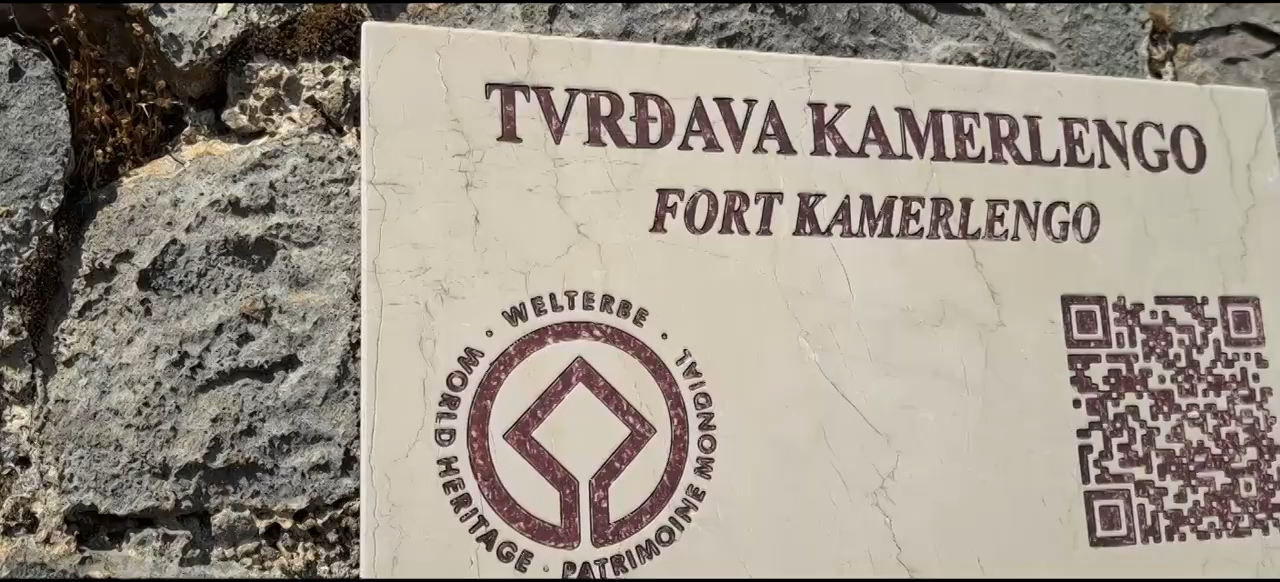 TVRĐAVA KAMERLENGO
FORT KAMERLENGO
· WELTERBE ·
WORLD HERITAGE · PATRIMOINE MONDIAL